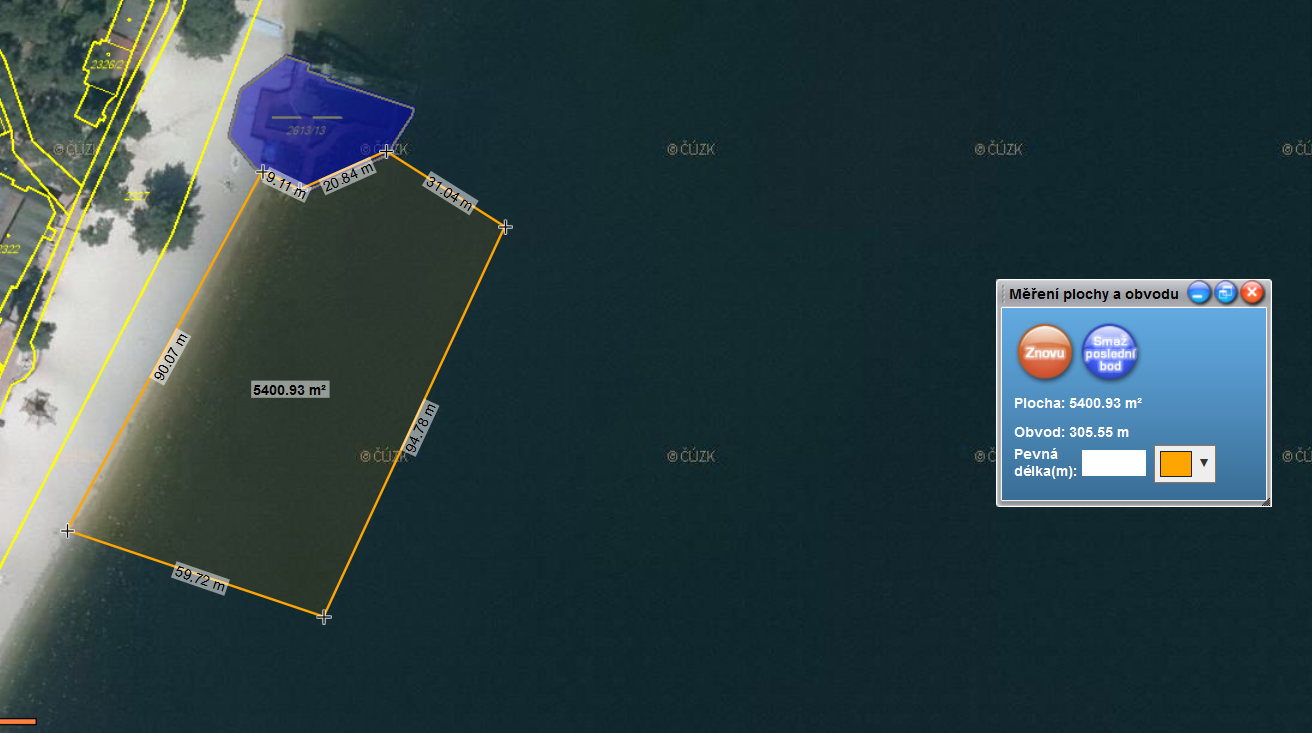 2326/2
2613/13
© ČÚZK
© ČÚZK
© ČÚZK
© ČÚZK
9.11 m
20.84 m
31.04 m
2327
2322
Měření plochy a obvodu
Znovu
Smaž
poslední
bod
90.07 m
5400.93 m²
Plocha: 5400.93 m²
94.78 m
Obvod: 305.55 m
© ČÚZK
© ČÚZK
Pevná
délka(m):
59.72 m